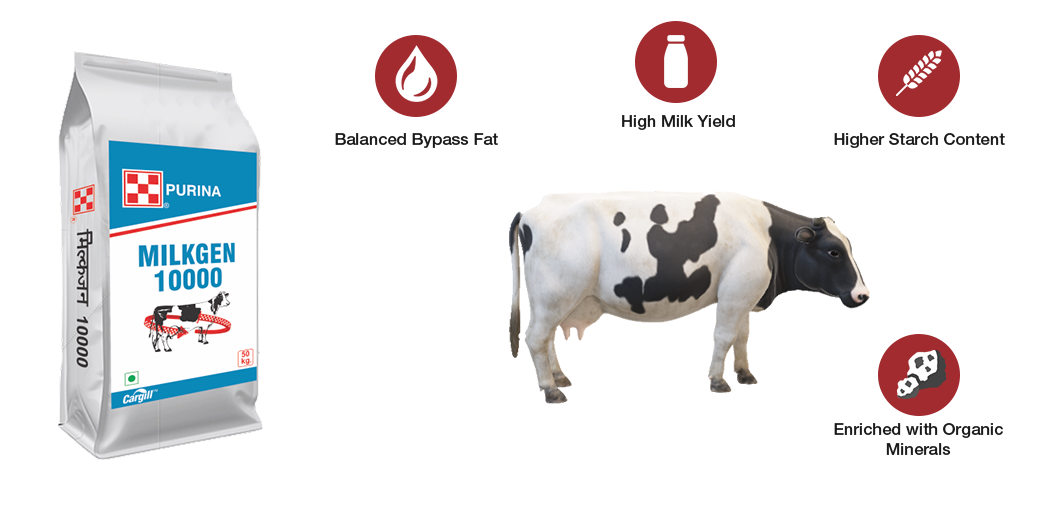 PURINA
MILKGEN
10000
50
kg.
Cargill™
मिल्कजन 10000
Balanced Bypass Fat
High Milk Yield
Higher Starch Content
Enriched with Organic
Minerals